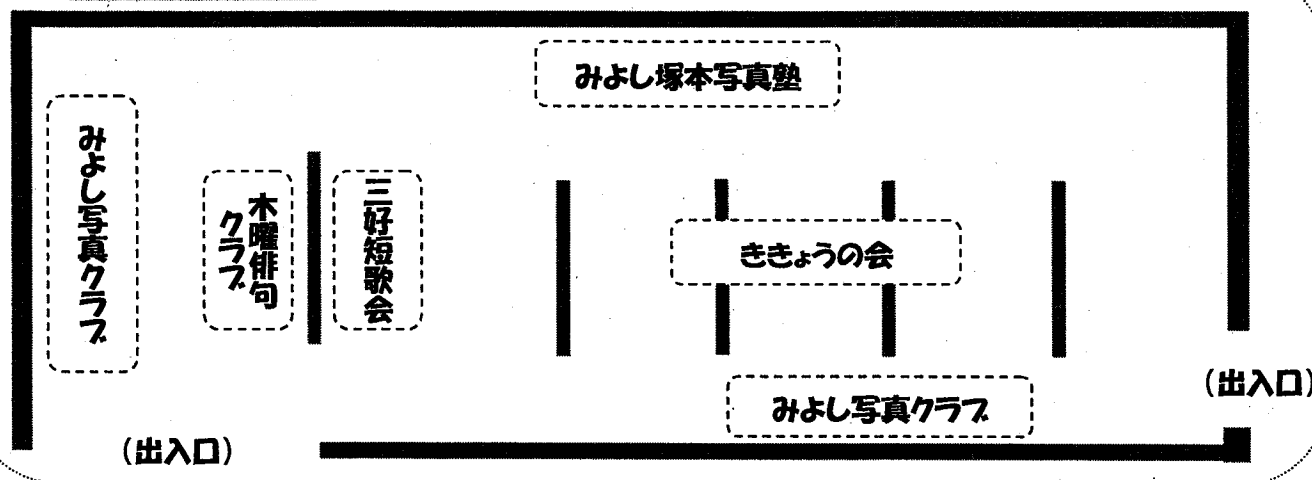 みよし塚本写真塾
みよし写真クラブ
木曜俳句
クラブ
三好短歌会
ききょうの会
みよし写真クラブ
（出入口）
（出入口）